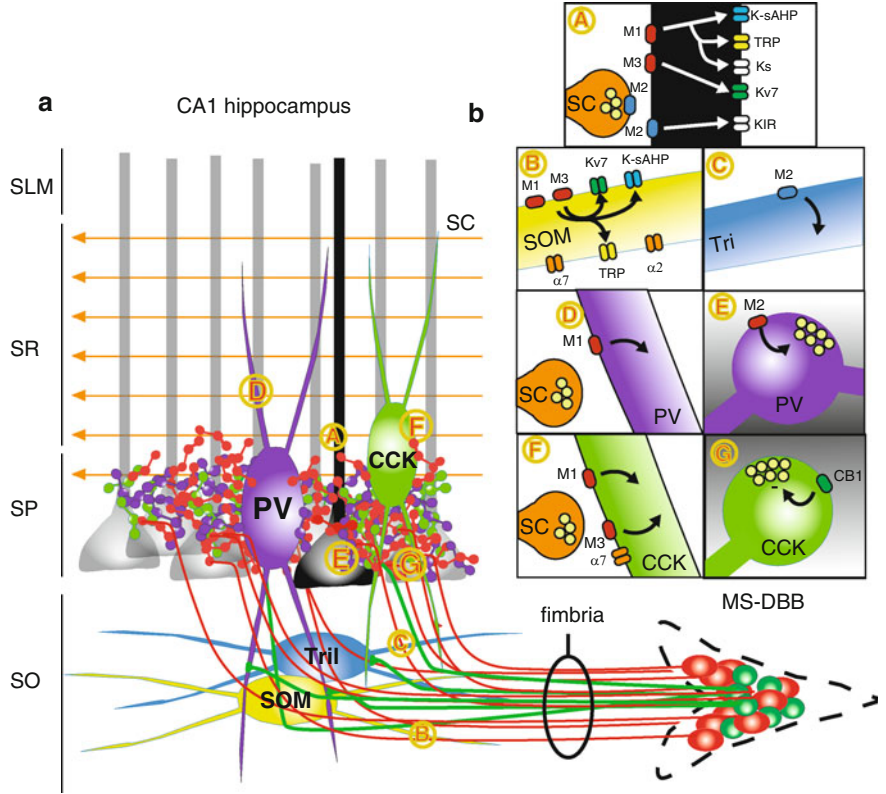 a
CA1 hippocampus
SLM
SR
SP
SO
SC
D
A
F
CCK
PV
E
G
C
Tril
SOM
B
fimbria
MS-DBB
b
A
M1
M3
M2
SC
M2
K-sAHP
TRP
Ks
Kv7
KIR
B
M1
M3
Kv7
K-sAHP
SOM
α7
TRP
α2
C
M2
Tri
D
M1
SC
PV
E
M2
PV
F
M1
SC
M3
α7
CCK
G
CB1
-
CCK